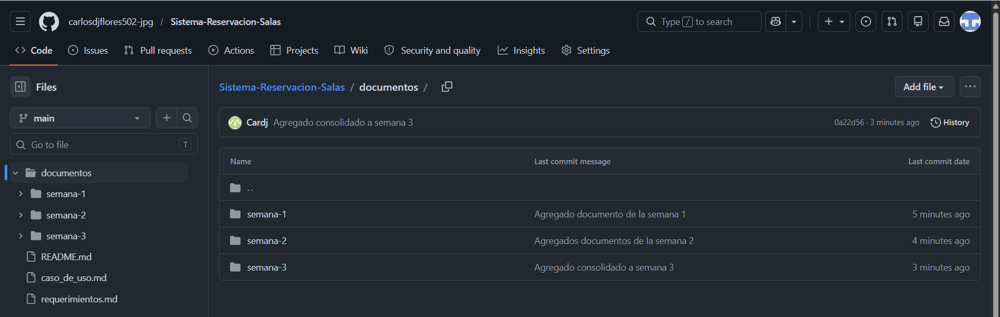 carlosdjflores502-jpg / Sistema-Reservacion-Salas
Type / to search
Code Issues Pull requests Actions Projects Wiki Security and quality Insights Settings
Files
main
Go to file T
documentos
semana-1
semana-2
semana-3
README.md
caso_de_uso.md
requerimientos.md
Sistema-Reservacion-Salas / documentos /
Add file
Cardj Agregado consolidado a semana 3 0a22d56 · 3 minutes ago History
Name Last commit message Last commit date
..
semana-1 Agregado documento de la semana 1 5 minutes ago
semana-2 Agregados documentos de la semana 2 4 minutes ago
semana-3 Agregado consolidado a semana 3 3 minutes ago